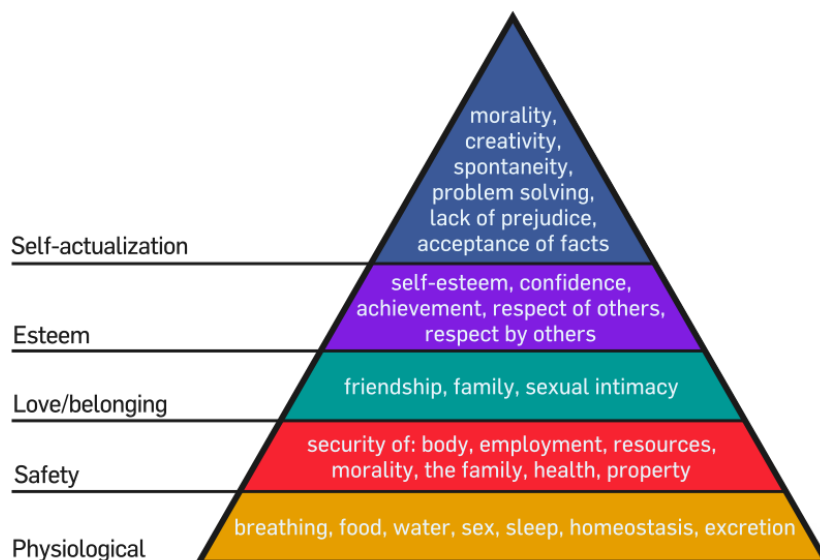 morality,
creativity,
spontaneity,
problem solving,
lack of prejudice,
acceptance of facts
Self-actualization
self-esteem, confidence,
achievement, respect of others,
respect by others
Esteem
friendship, family, sexual intimacy
Love/belonging
security of: body, employment, resources,
morality, the family, health, property
Safety
breathing, food, water, sex, sleep, homeostasis, excretion
Physiological